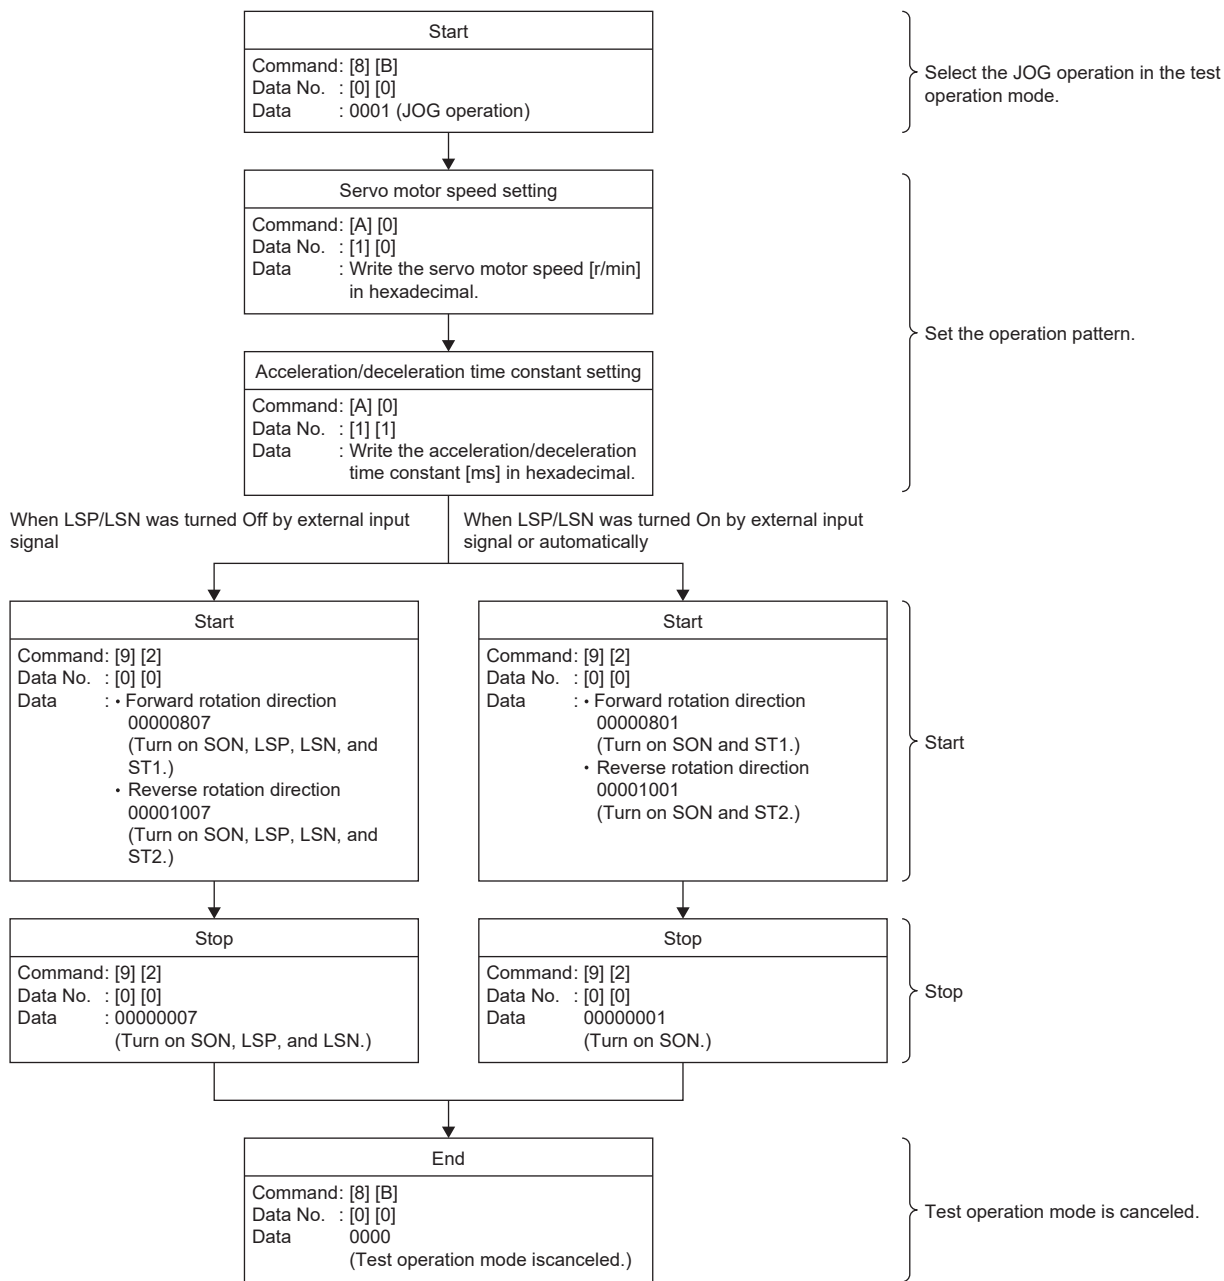 Start
Command: [8] [B]
Data No. : [0] [0]
Data : 0001 (JOG operation)
Select the JOG operation in the test
operation mode.
Servo motor speed setting
Command: [A] [0]
Data No. : [1] [0]
Data : Write the servo motor speed [r/min]
in hexadecimal.
Acceleration/deceleration time constant setting
Command: [A] [0]
Data No. : [1] [1]
Data : Write the acceleration/deceleration
time constant [ms] in hexadecimal.
Set the operation pattern.
When LSP/LSN was turned Off by external input
signal
When LSP/LSN was turned On by external input
signal or automatically
Start
Command: [9] [2]
Data No. : [0] [0]
Data : • Forward rotation direction
00000807
(Turn on SON, LSP, LSN, and
ST1.)
• Reverse rotation direction
00001007
(Turn on SON, LSP, LSN, and
ST2.)
Start
Command: [9] [2]
Data No. : [0] [0]
Data : • Forward rotation direction
00000801
(Turn on SON and ST1.)
• Reverse rotation direction
00001001
(Turn on SON and ST2.)
Start
Stop
Command: [9] [2]
Data No. : [0] [0]
Data : 00000007
(Turn on SON, LSP, and LSN.)
Stop
Command: [9] [2]
Data No. : [0] [0]
Data 00000001
(Turn on SON.)
Stop
End
Command: [8] [B]
Data No. : [0] [0]
Data 0000
(Test operation mode iscanceled.)
Test operation mode is canceled.